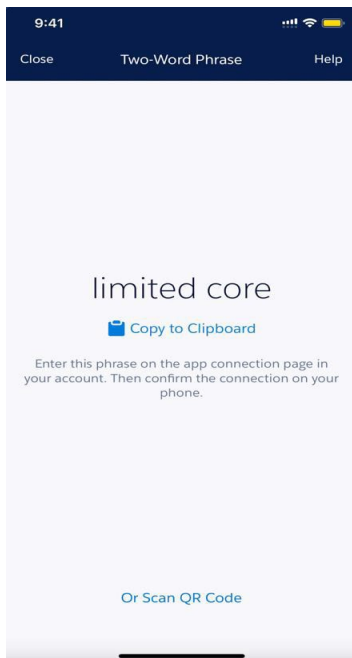 9:41
Close Two-Word Phrase Help
limited core
Copy to Clipboard
Enter this phrase on the app connection page in
your account. Then confirm the connection on your
phone.
Or Scan QR Code